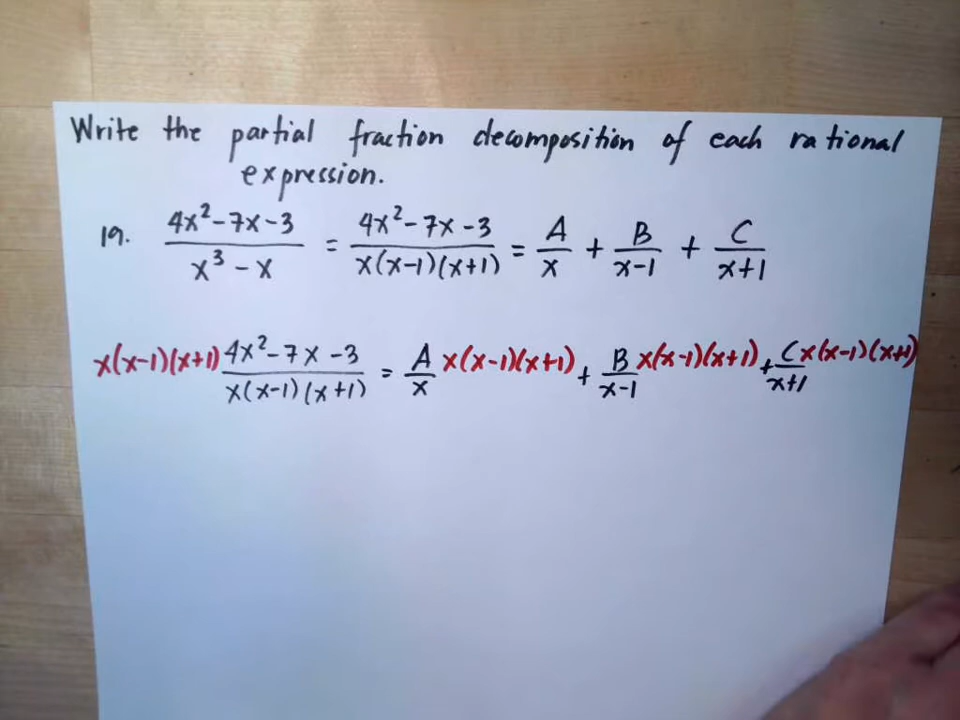 Write the partial fraction decomposition of each rational
expression.
19. (4x²-7x-3)/(x³-x) = (4x²-7x-3)/(x(x-1)(x+1)) = A/x + B/(x-1) + C/(x+1)
x(x-1)(x+1) (4x²-7x-3)/(x(x-1)(x+1)) = A/x x(x-1)(x+1) + B/(x-1) x(x-1)(x+1) + C/(x+1) x(x-1)(x+1)